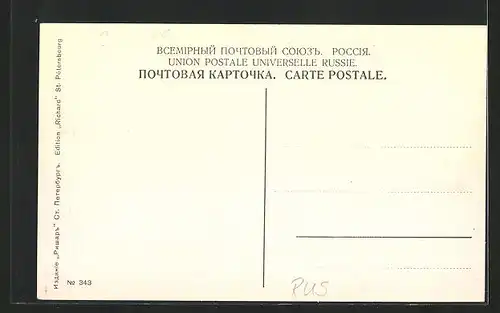 ВСЕМІРНЫЙ ПОЧТОВЫЙ СОЮЗЪ. РОССІЯ.
UNION POSTALE UNIVERSELLE RUSSIE.
ПОЧТОВАЯ КАРТОЧКА. CARTE POSTALE.
Изданіе „Ришаръ" Ст. Петербургъ. Edition „Richard" St-Pétersbourg
№ 343
RUS